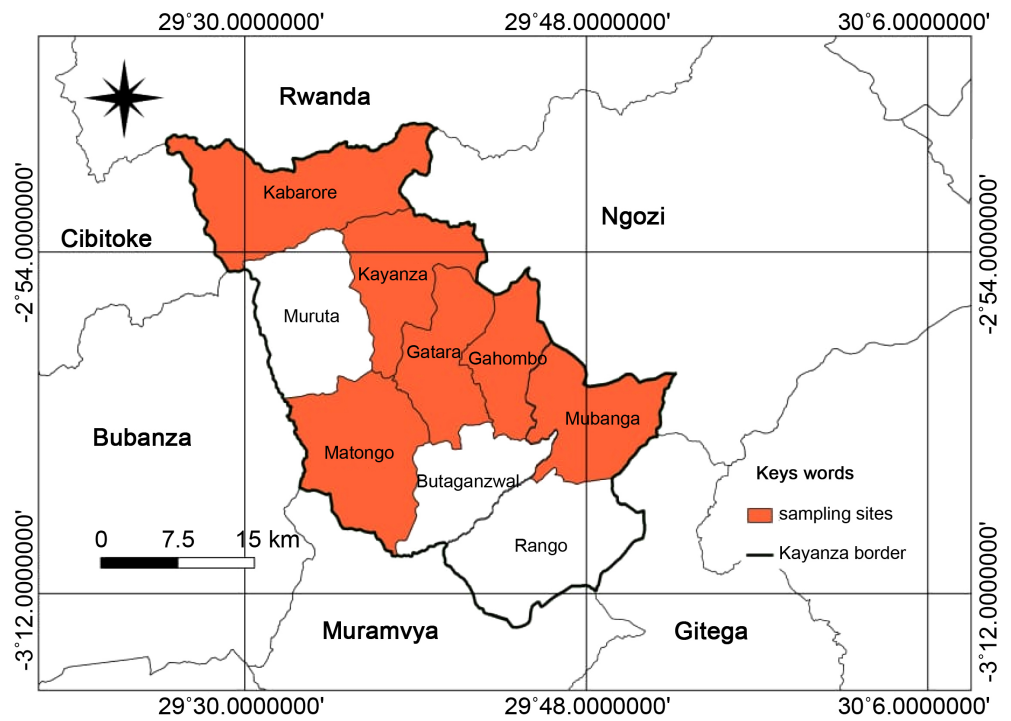 29°30.0000000' 29°48.0000000' 30°6.0000000'
Rwanda
Kabarore
Ngozi
Cibitoke
-2°54.0000000' -2°54.0000000'
Kayanza
Muruta
Gatara Gahombo
Mubanga
Bubanza
Matongo
Butaganzwal
Keys words
sampling sites
Kayanza border
0 7.5 15 km
Rango
-3°12.0000000' -3°12.0000000'
Muramvya
Gitega
29°30.0000000' 29°48.0000000' 30°6.0000000'